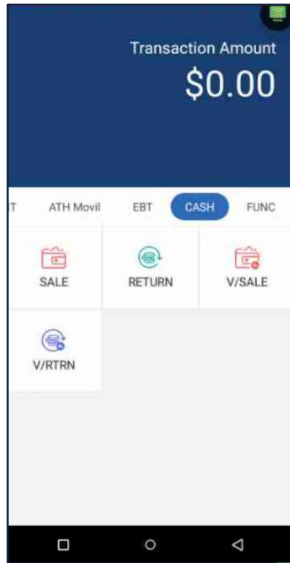 Transaction Amount
$0.00
T ATH Movil EBT CASH FUNC
SALE RETURN V/SALE
V/RTRN